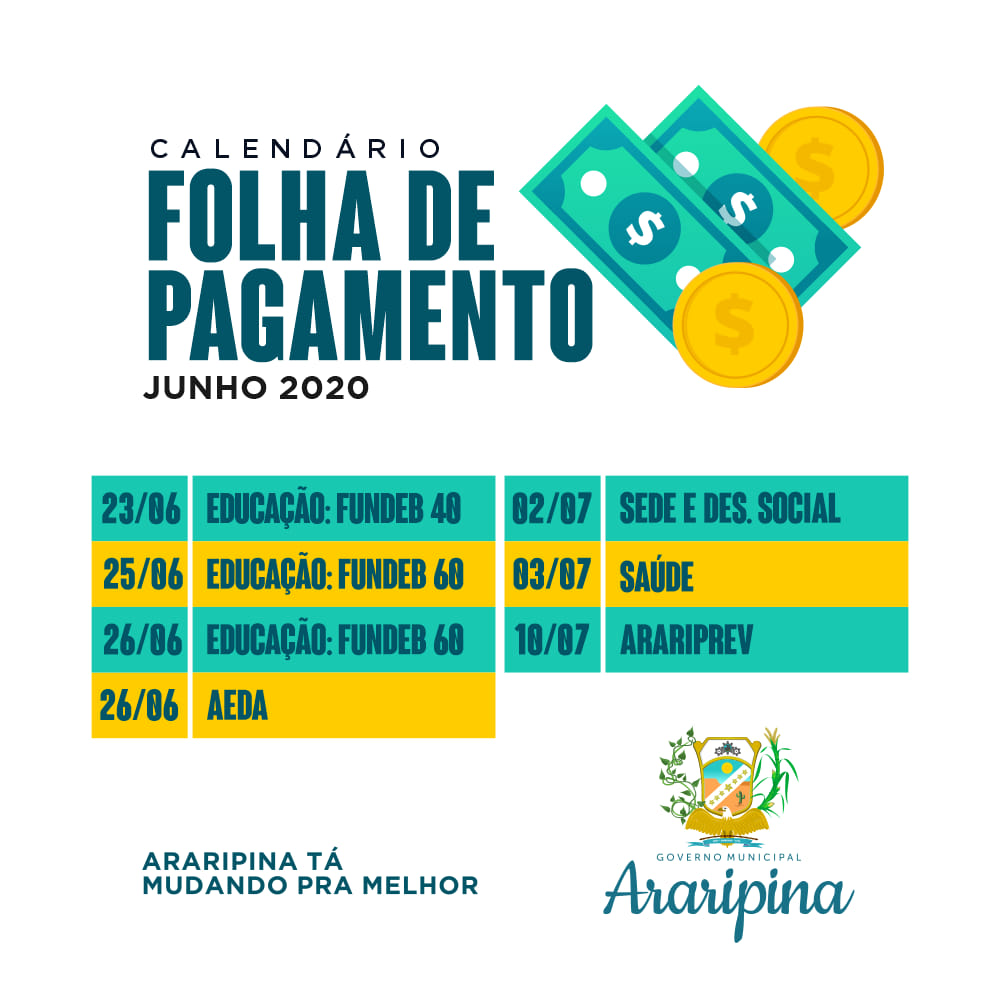 CALENDÁRIO
FOLHA DE
PAGAMENTO
JUNHO 2020
$
$
$
$
23/06 EDUCAÇÃO: FUNDEB 40
25/06 EDUCAÇÃO: FUNDEB 60
26/06 EDUCAÇÃO: FUNDEB 60
26/06 AEDA
02/07 SEDE E DES. SOCIAL
03/07 SAÚDE
10/07 ARARIPREV
ARARIPINA TÁ
MUDANDO PRA MELHOR
GOVERNO MUNICIPAL
Araripina